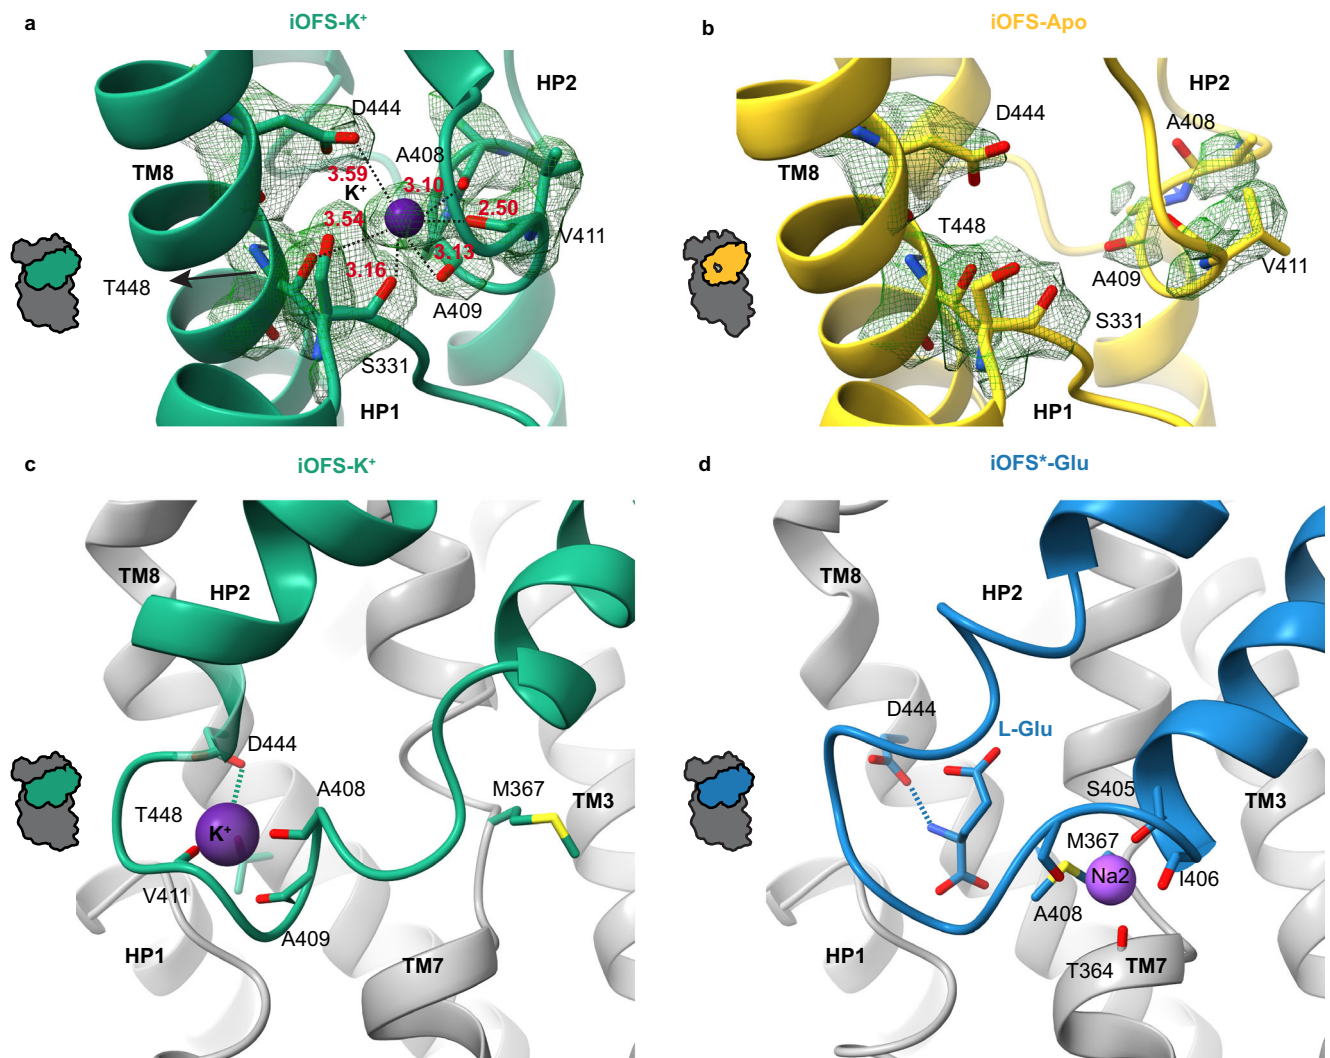 a
iOFS-K⁺
HP2
D444
A408
TM8
3.59
K⁺
3.10
3.54
2.50
V411
3.13
3.16
T448
A409
S331
HP1
b
iOFS-Apo
HP2
D444
A408
TM8
T448
A409
V411
S331
HP1
c
iOFS-K⁺
TM8
HP2
D444
A408
M367
T448
TM3
K⁺
V411
A409
HP1
TM7
d
iOFS*-Glu
TM8
HP2
D444
L-Glu
S405
TM3
M367
Na2
I406
A408
HP1
T364
TM7